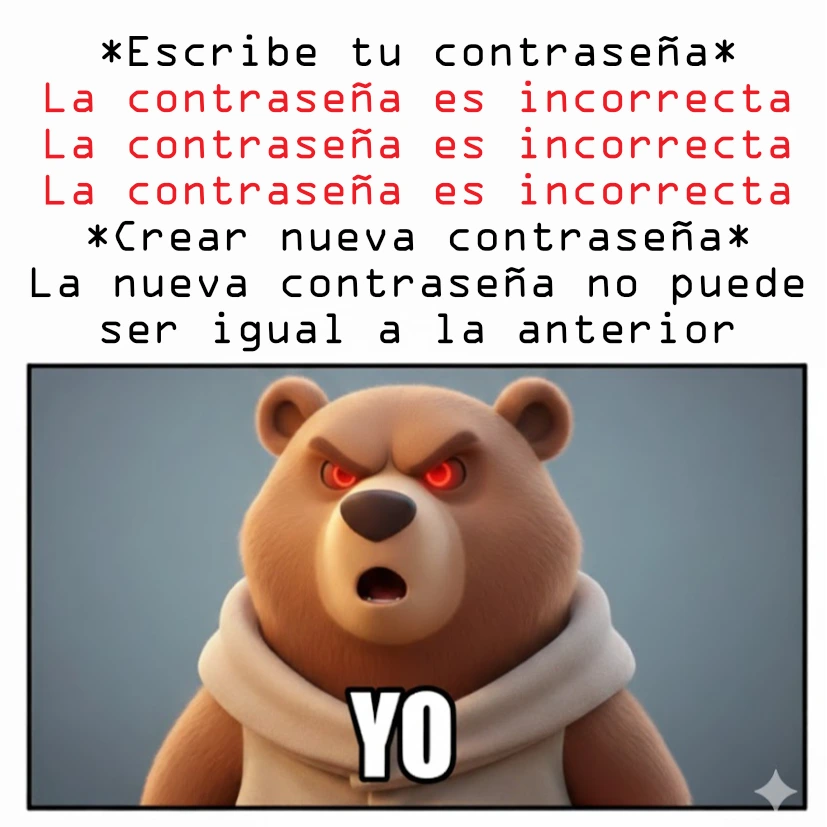 *Escribe tu contraseña*
La contraseña es incorrecta
La contraseña es incorrecta
La contraseña es incorrecta
*Crear nueva contraseña*
La nueva contraseña no puede
ser igual a la anterior
YO